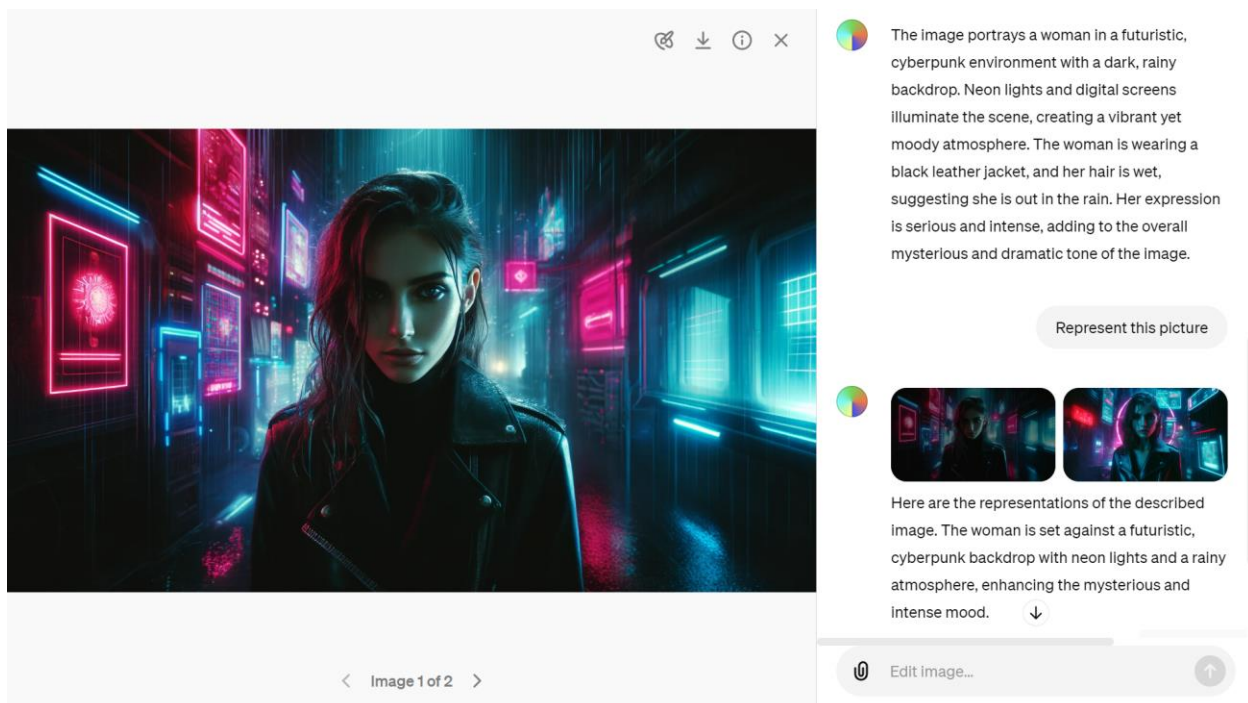 The image portrays a woman in a futuristic,
cyberpunk environment with a dark, rainy
backdrop. Neon lights and digital screens
illuminate the scene, creating a vibrant yet
moody atmosphere. The woman is wearing a
black leather jacket, and her hair is wet,
suggesting she is out in the rain. Her expression
is serious and intense, adding to the overall
mysterious and dramatic tone of the image.
Represent this picture
Here are the representations of the described
image. The woman is set against a futuristic,
cyberpunk backdrop with neon lights and a rainy
atmosphere, enhancing the mysterious and
intense mood.
Image 1 of 2
Edit image...